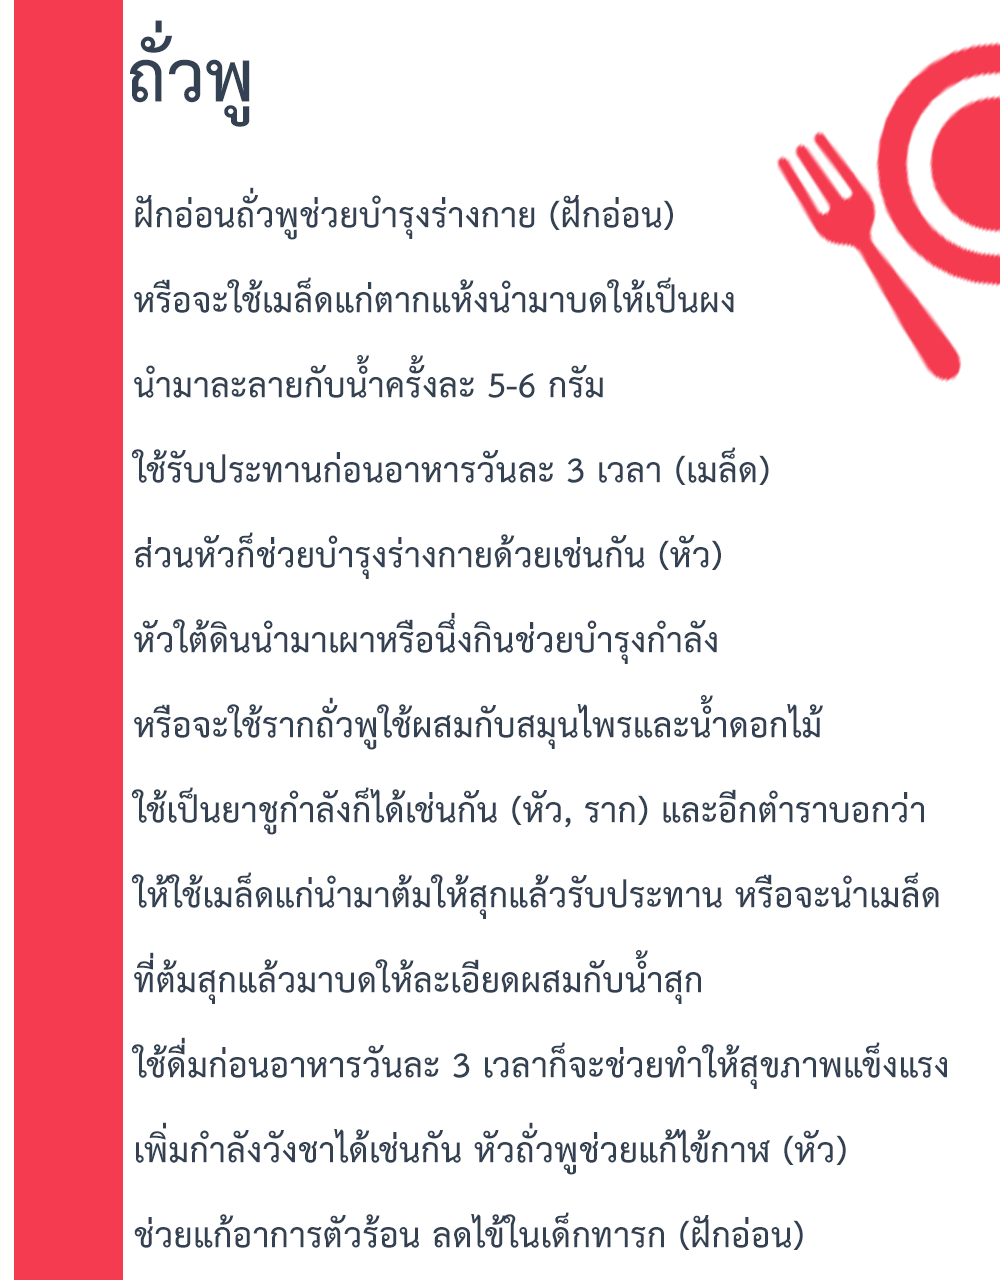 ถั่วพู
ฝักอ่อนถั่วพูช่วยบำรุงร่างกาย (ฝักอ่อน)
หรือจะใช้เมล็ดแก่ตากแห้งนำมาบดให้เป็นผง
นำมาละลายกับน้ำครั้งละ 5-6 กรัม
ใช้รับประทานก่อนอาหารวันละ 3 เวลา (เมล็ด)
ส่วนหัวก็ช่วยบำรุงร่างกายด้วยเช่นกัน (หัว)
หัวใต้ดินนำมาเผาหรือนึ่งกินช่วยบำรุงกำลัง
หรือจะใช้รากถั่วพูใช้ผสมกับสมุนไพรและน้ำดอกไม้
ใช้เป็นยาชูกำลังก็ได้เช่นกัน (หัว, ราก) และอีกตำราบอกว่า
ให้ใช้เมล็ดแก่นำมาต้มให้สุกแล้วรับประทาน หรือจะนำเมล็ด
ที่ต้มสุกแล้วมาบดให้ละเอียดผสมกับน้ำสุก
ใช้ดื่มก่อนอาหารวันละ 3 เวลาก็จะช่วยทำให้สุขภาพแข็งแรง
เพิ่มกำลังวังชาได้เช่นกัน หัวถั่วพูช่วยแก้ไข้กาฬ (หัว)
ช่วยแก้อาการตัวร้อน ลดไข้ในเด็กทารก (ฝักอ่อน)